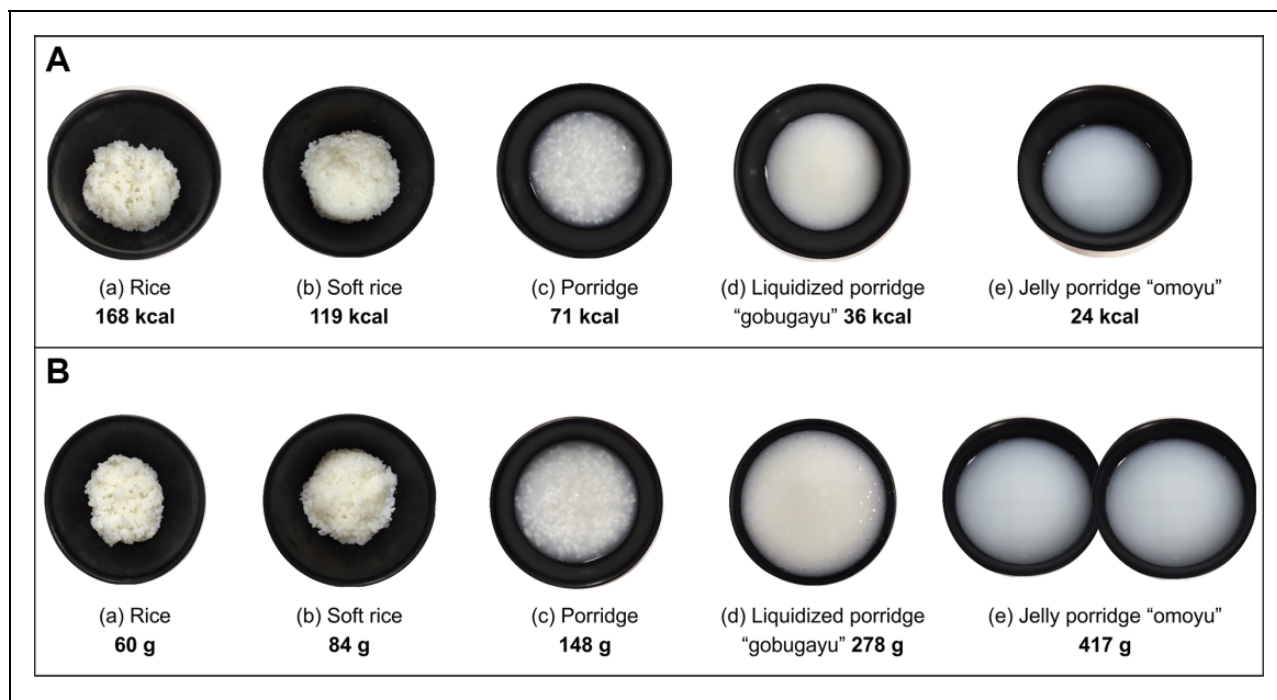 A
(a) Rice
168 kcal
(b) Soft rice
119 kcal
(c) Porridge
71 kcal
(d) Liquidized porridge
“gobugayu” 36 kcal
(e) Jelly porridge “omoyu”
24 kcal
B
(a) Rice
60 g
(b) Soft rice
84 g
(c) Porridge
148 g
(d) Liquidized porridge
“gobugayu” 278 g
(e) Jelly porridge “omoyu”
417 g